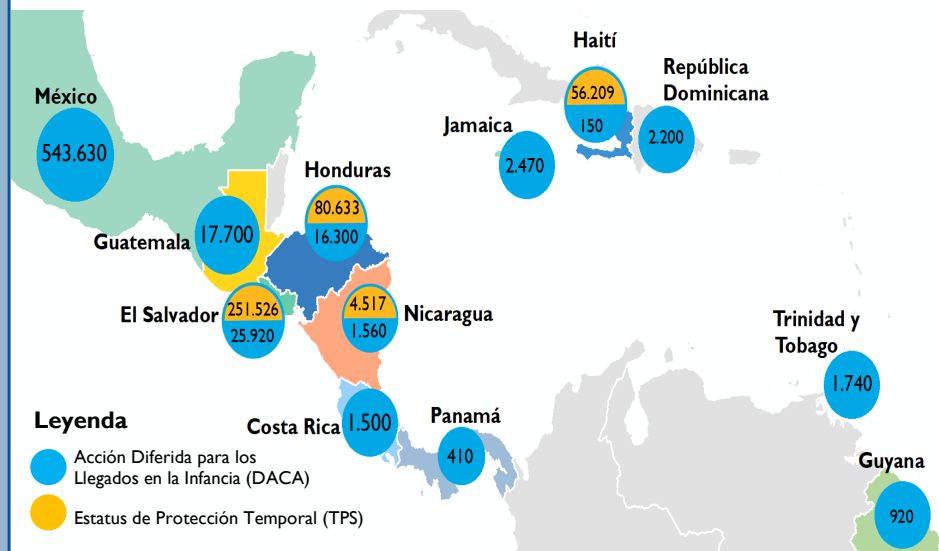 México
543.630
Guatemala
17.700
Honduras
80.633
16.300
El Salvador
251.526
25.920
Nicaragua
4.517
1.560
Costa Rica
1.500
Panamá
410
Jamaica
2.470
Haití
56.209
150
República
Dominicana
2.200
Trinidad y
Tobago
1.740
Guyana
920
Leyenda
Acción Diferida para los
Llegados en la Infancia (DACA)
Estatus de Protección Temporal (TPS)